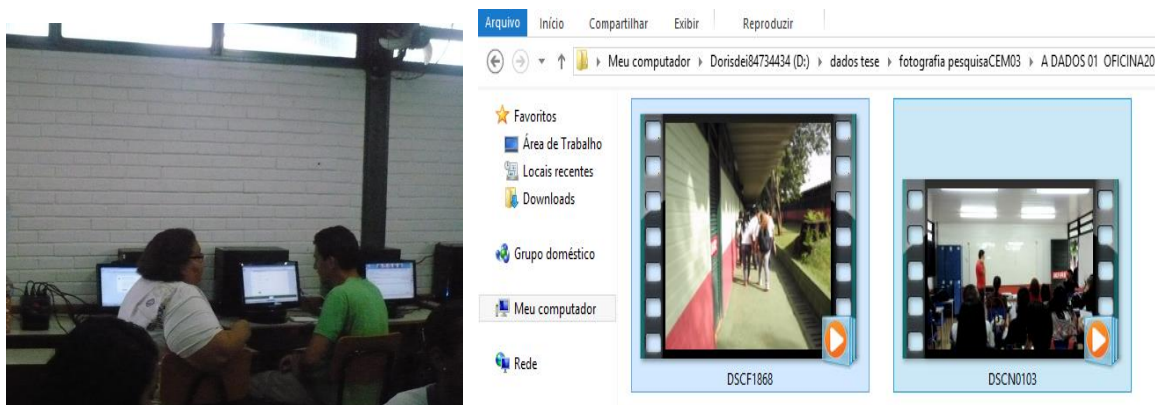 Arquivo Início Compartilhar Exibir Reproduzir
Meu computador Dorisdei84734434 (D:) dados tese fotografia pesquisaCEM03 A DADOS 01 OFICINA20
Favoritos
Área de Trabalho
Locais recentes
Downloads
Grupo doméstico
Meu computador
Rede
DSCF1868
DSCN0103